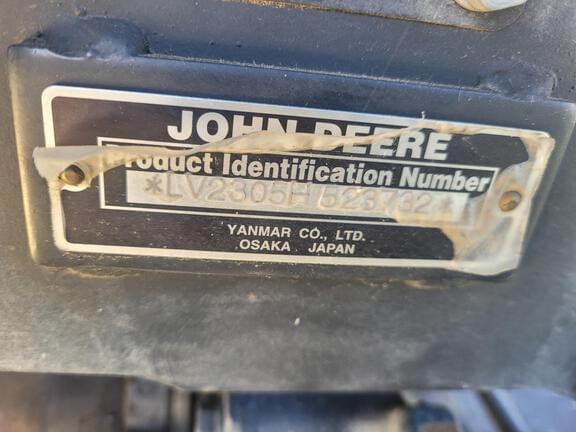 JOHN DEERE
Product Identification Number
*LV2305H523732*
YANMAR CO., LTD.
OSAKA JAPAN